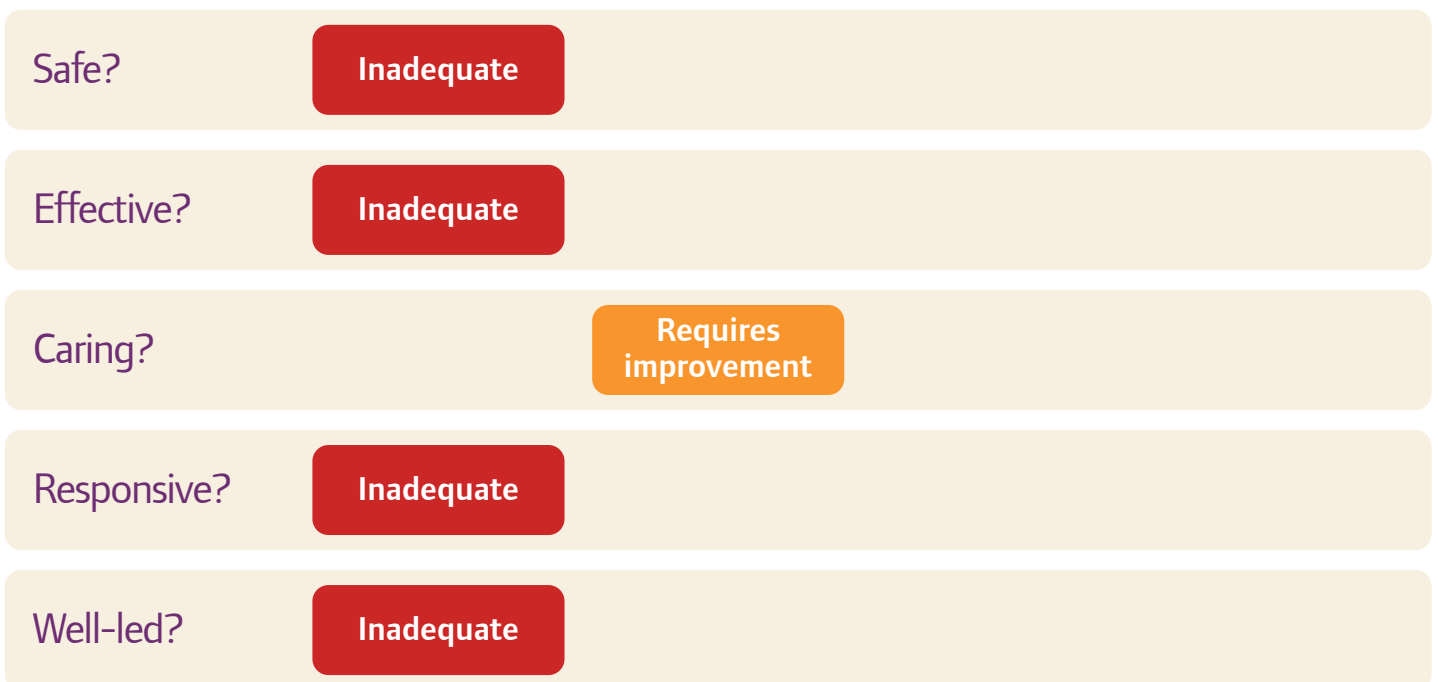 Safe?
Inadequate
Effective?
Inadequate
Caring?
Requires
improvement
Responsive?
Inadequate
Well-led?
Inadequate